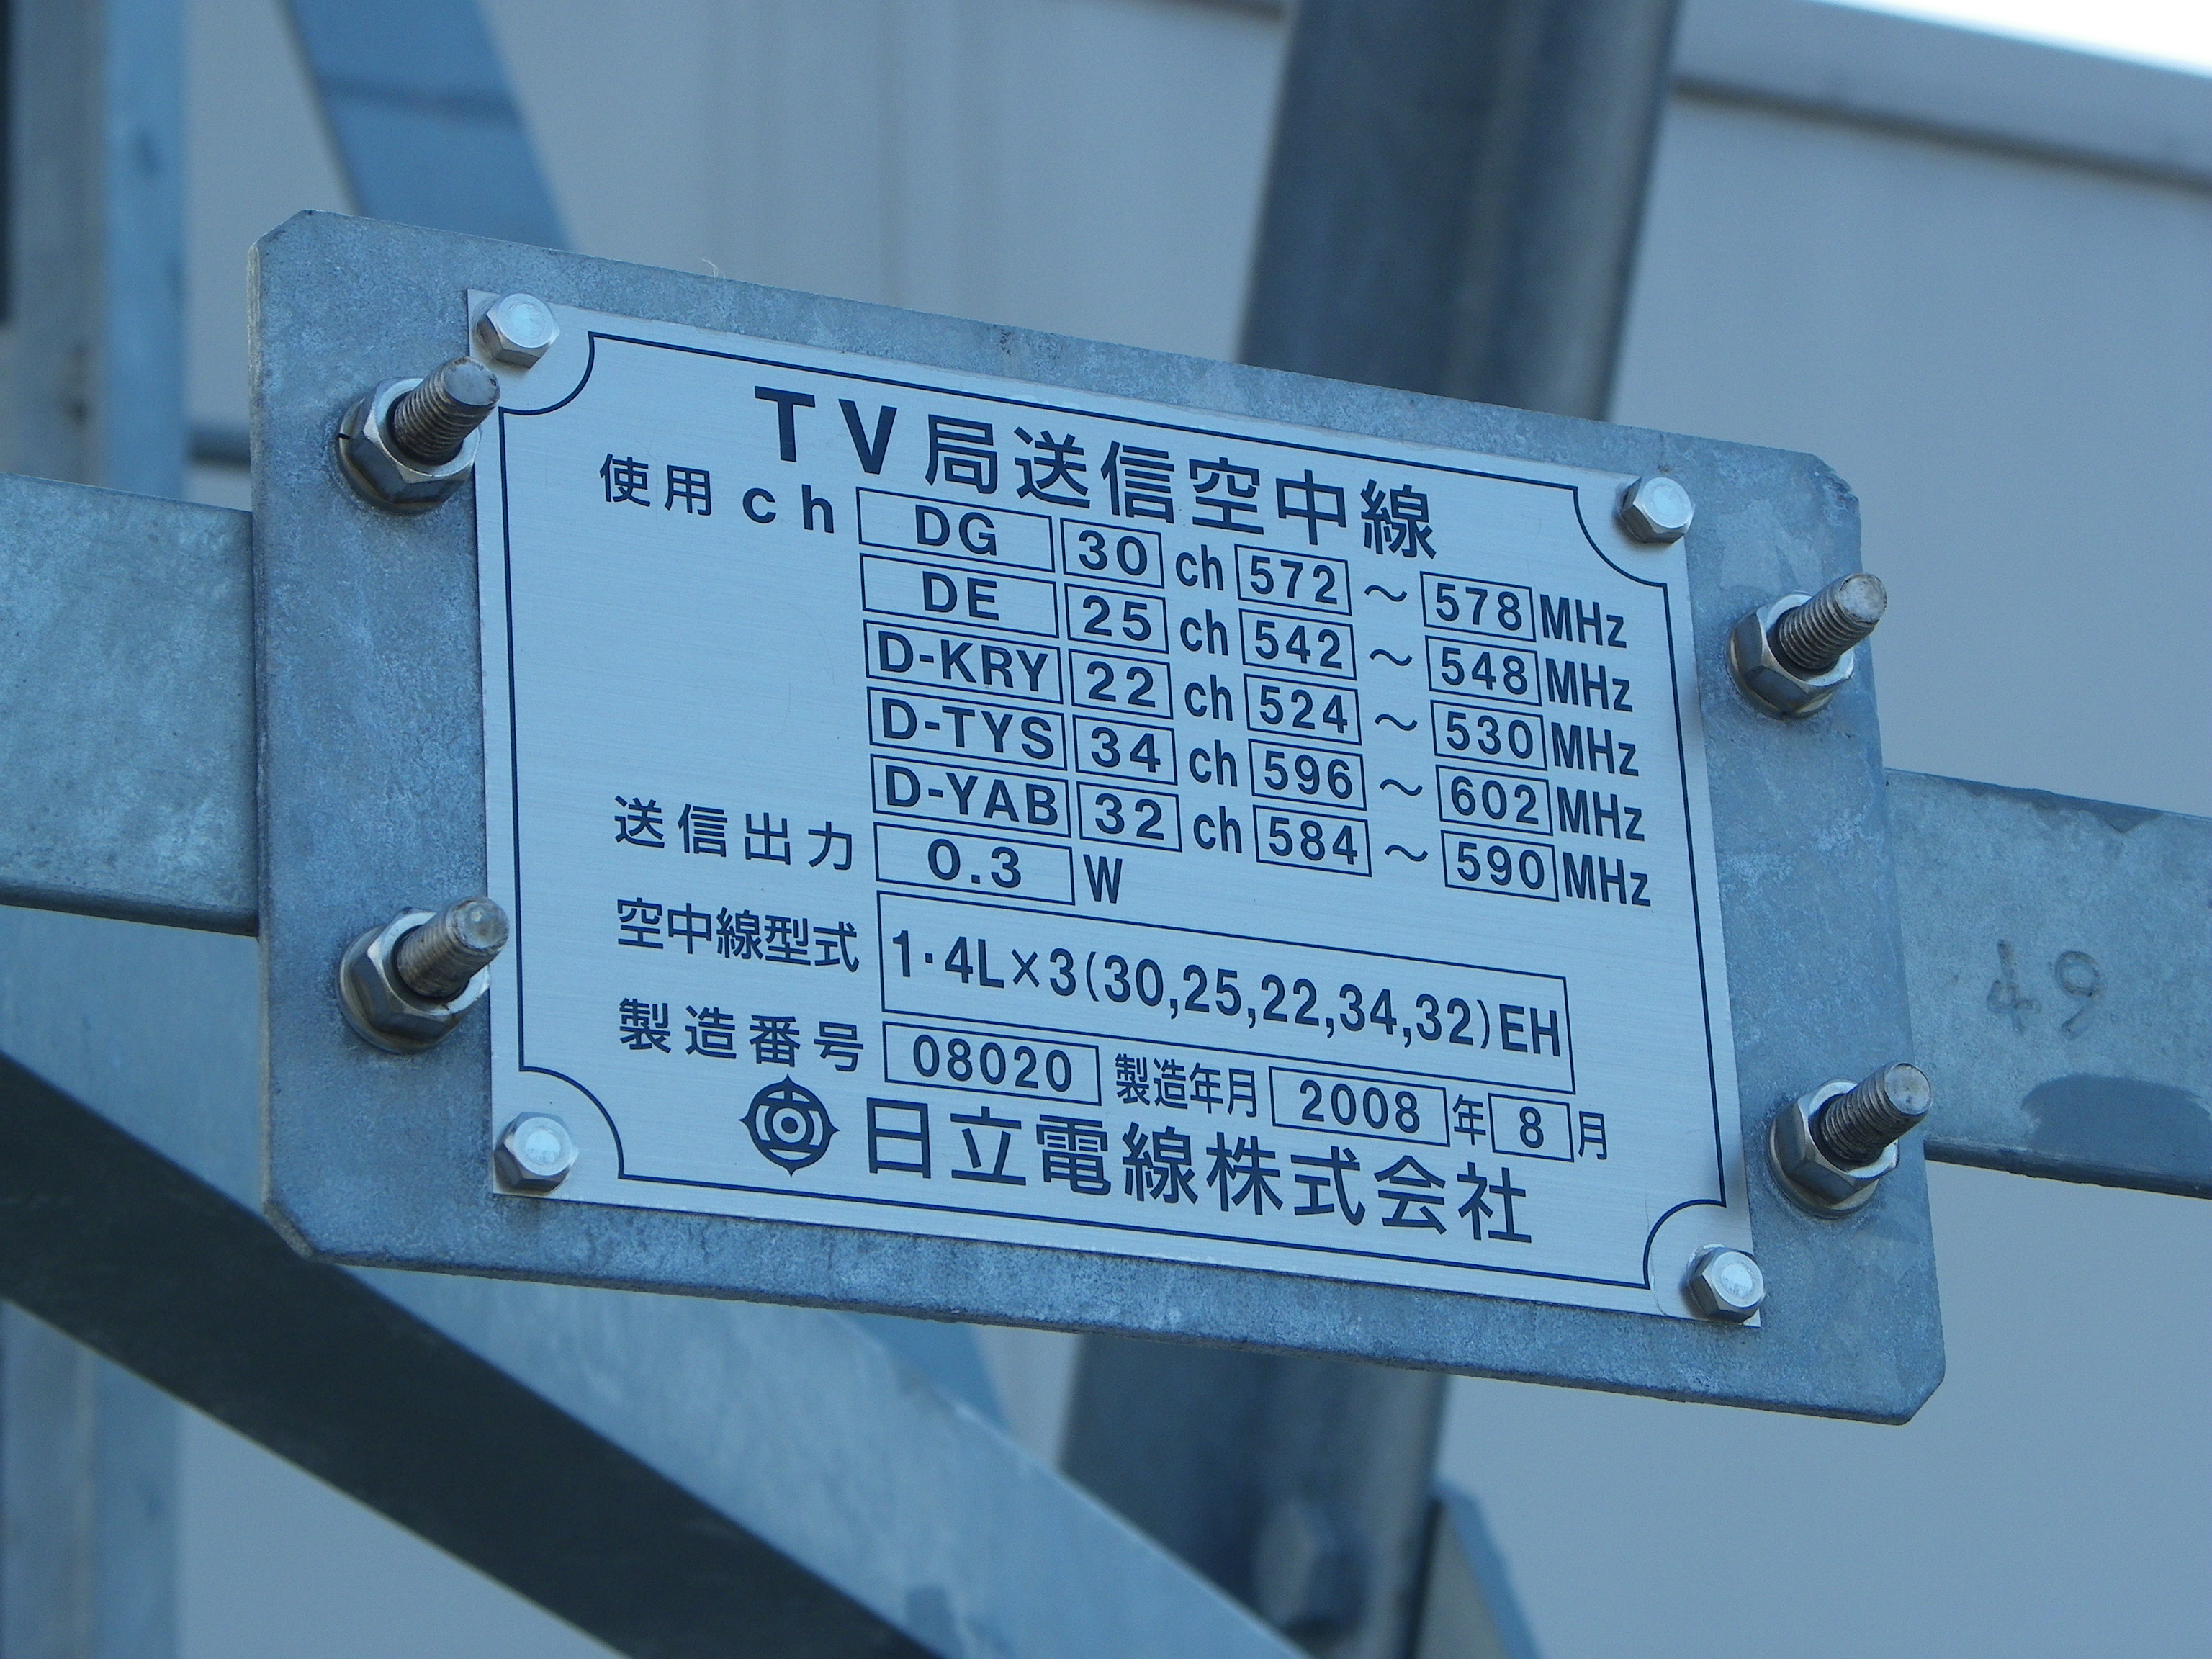 TV局送信空中線
使用ch DG 30 ch 572 ～ 578 MHz
DE 25 ch 542 ～ 548 MHz
D-KRY 22 ch 524 ～ 530 MHz
D-TYS 34 ch 596 ～ 602 MHz
D-YAB 32 ch 584 ～ 590 MHz
送信出力 0.3 W
空中線型式 1·4L×3(30,25,22,34,32)EH
製造番号 08020 製造年月 2008 年 8 月
日立電線株式会社
49